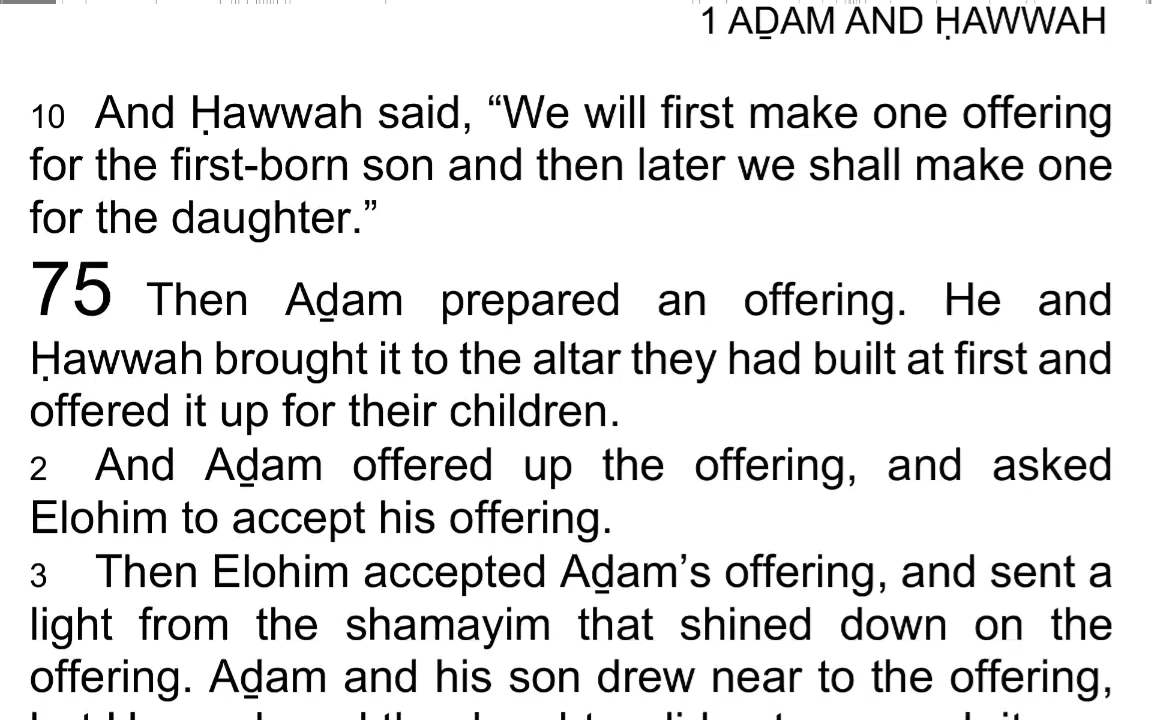 1 AḎAM AND ḤAWWAH
10 And Ḥawwah said, “We will first make one offering
for the first-born son and then later we shall make one
for the daughter.”
75 Then Aḏam prepared an offering. He and
Ḥawwah brought it to the altar they had built at first and
offered it up for their children.
2 And Aḏam offered up the offering, and asked
Elohim to accept his offering.
3 Then Elohim accepted Aḏam’s offering, and sent a
light from the shamayim that shined down on the
offering. Aḏam and his son drew near to the offering,